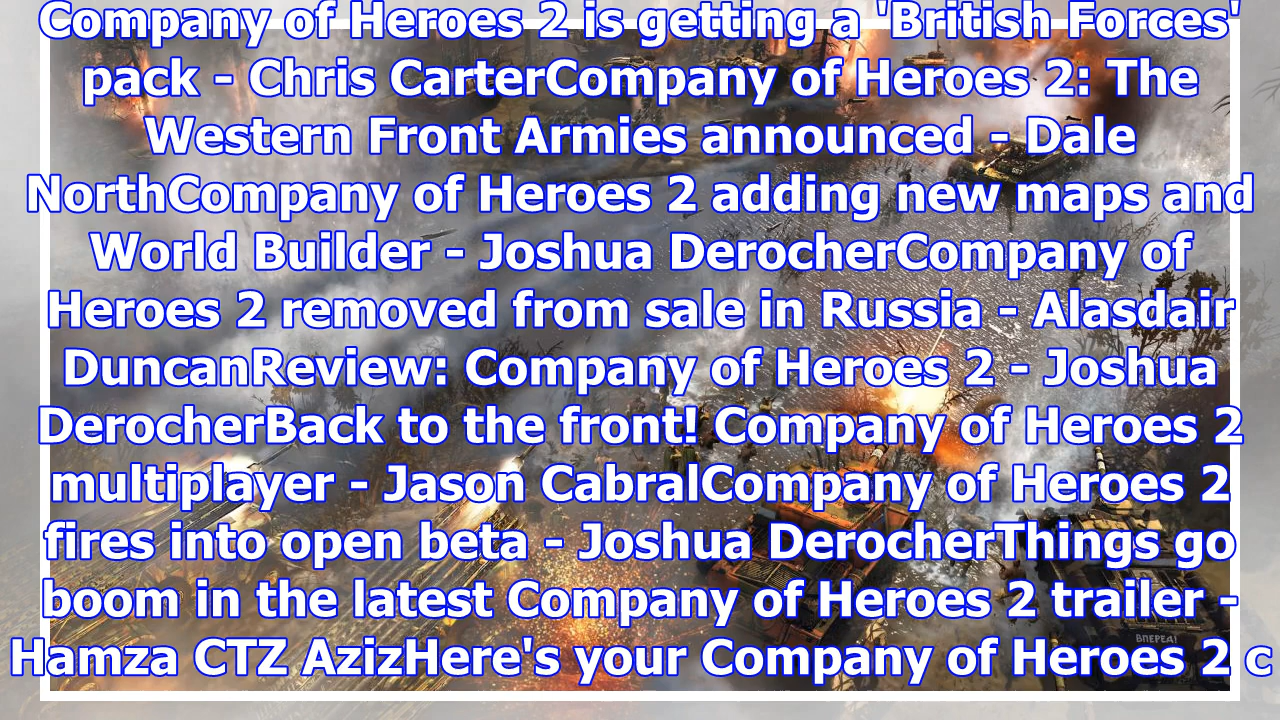 Company of Heroes 2 is getting a 'British Forces'
pack - Chris CarterCompany of Heroes 2: The
Western Front Armies announced - Dale
NorthCompany of Heroes 2 adding new maps and
World Builder - Joshua DerocherCompany of
Heroes 2 removed from sale in Russia - Alasdair
DuncanReview: Company of Heroes 2 - Joshua
DerocherBack to the front! Company of Heroes 2
multiplayer - Jason CabralCompany of Heroes 2
fires into open beta - Joshua DerocherThings go
boom in the latest Company of Heroes 2 trailer -
ВПЕРЕД!
Hamza CTZ AzizHere's your Company of Heroes 2 c